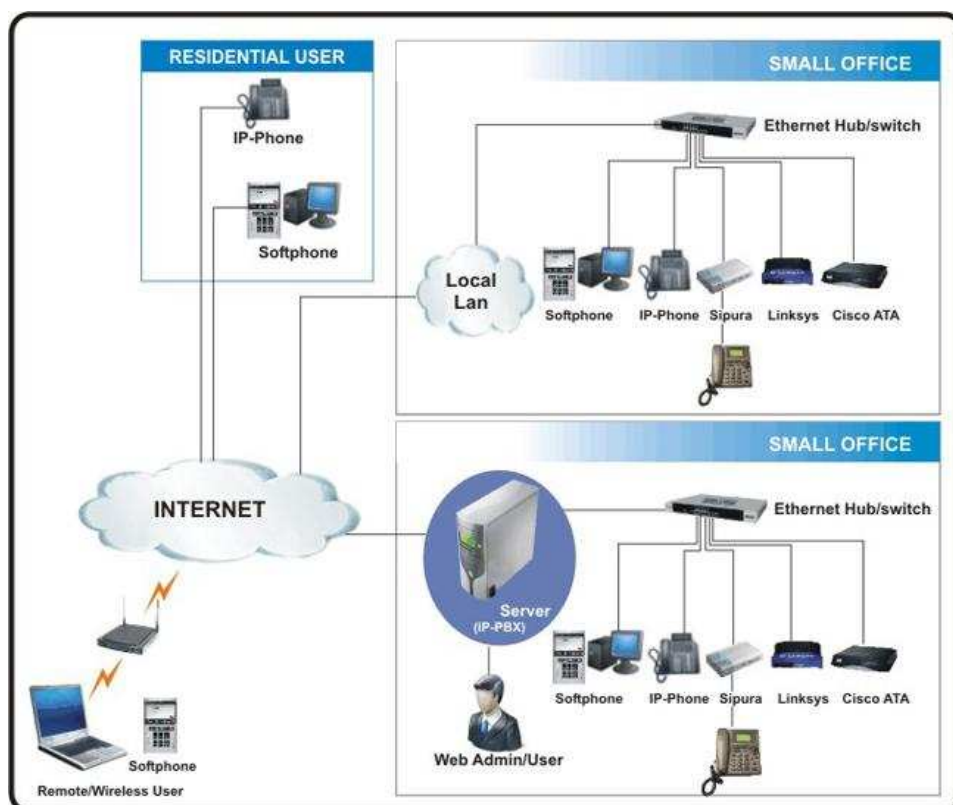 RESIDENTIAL USER
IP-Phone
Softphone
SMALL OFFICE
Ethernet Hub/switch
Local
Lan
Softphone
IP-Phone
Sipura
Linksys
Cisco ATA
INTERNET
SMALL OFFICE
Ethernet Hub/switch
Server
(IP-PBX)
Softphone
IP-Phone
Sipura
Linksys
Cisco ATA
Web Admin/User
Softphone
Remote/Wireless User